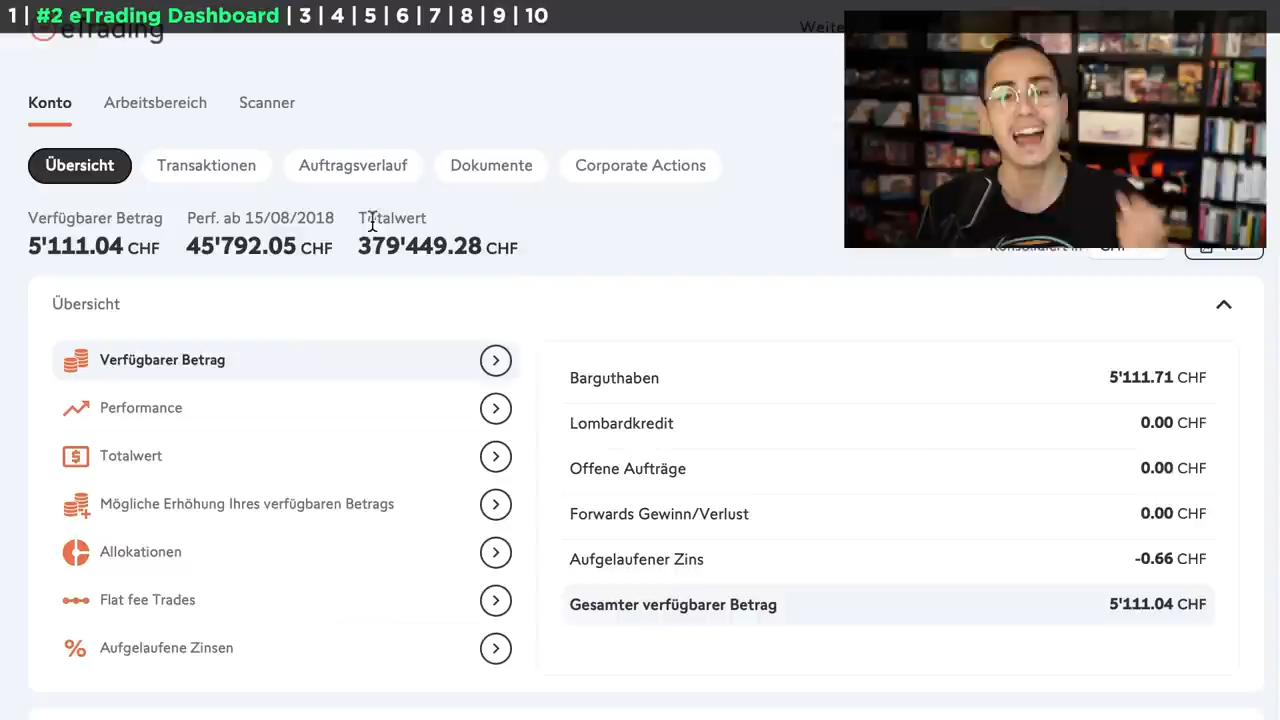 1 | #2 eTrading Dashboard | 3 | 4 | 5 | 6 | 7 | 8 | 9 | 10
eTrading
Konto Arbeitsbereich Scanner
Übersicht Transaktionen Auftragsverlauf Dokumente Corporate Actions
Verfügbarer Betrag Perf. ab 15/08/2018 Totalwert
5'111.04 CHF 45'792.05 CHF 379'449.28 CHF
Übersicht
Verfügbarer Betrag
Performance
Totalwert
Mögliche Erhöhung Ihres verfügbaren Betrags
Allokationen
Flat fee Trades
Aufgelaufene Zinsen
Barguthaben 5'111.71 CHF
Lombardkredit 0.00 CHF
Offene Aufträge 0.00 CHF
Forwards Gewinn/Verlust 0.00 CHF
Aufgelaufener Zins -0.66 CHF
Gesamter verfügbarer Betrag 5'111.04 CHF